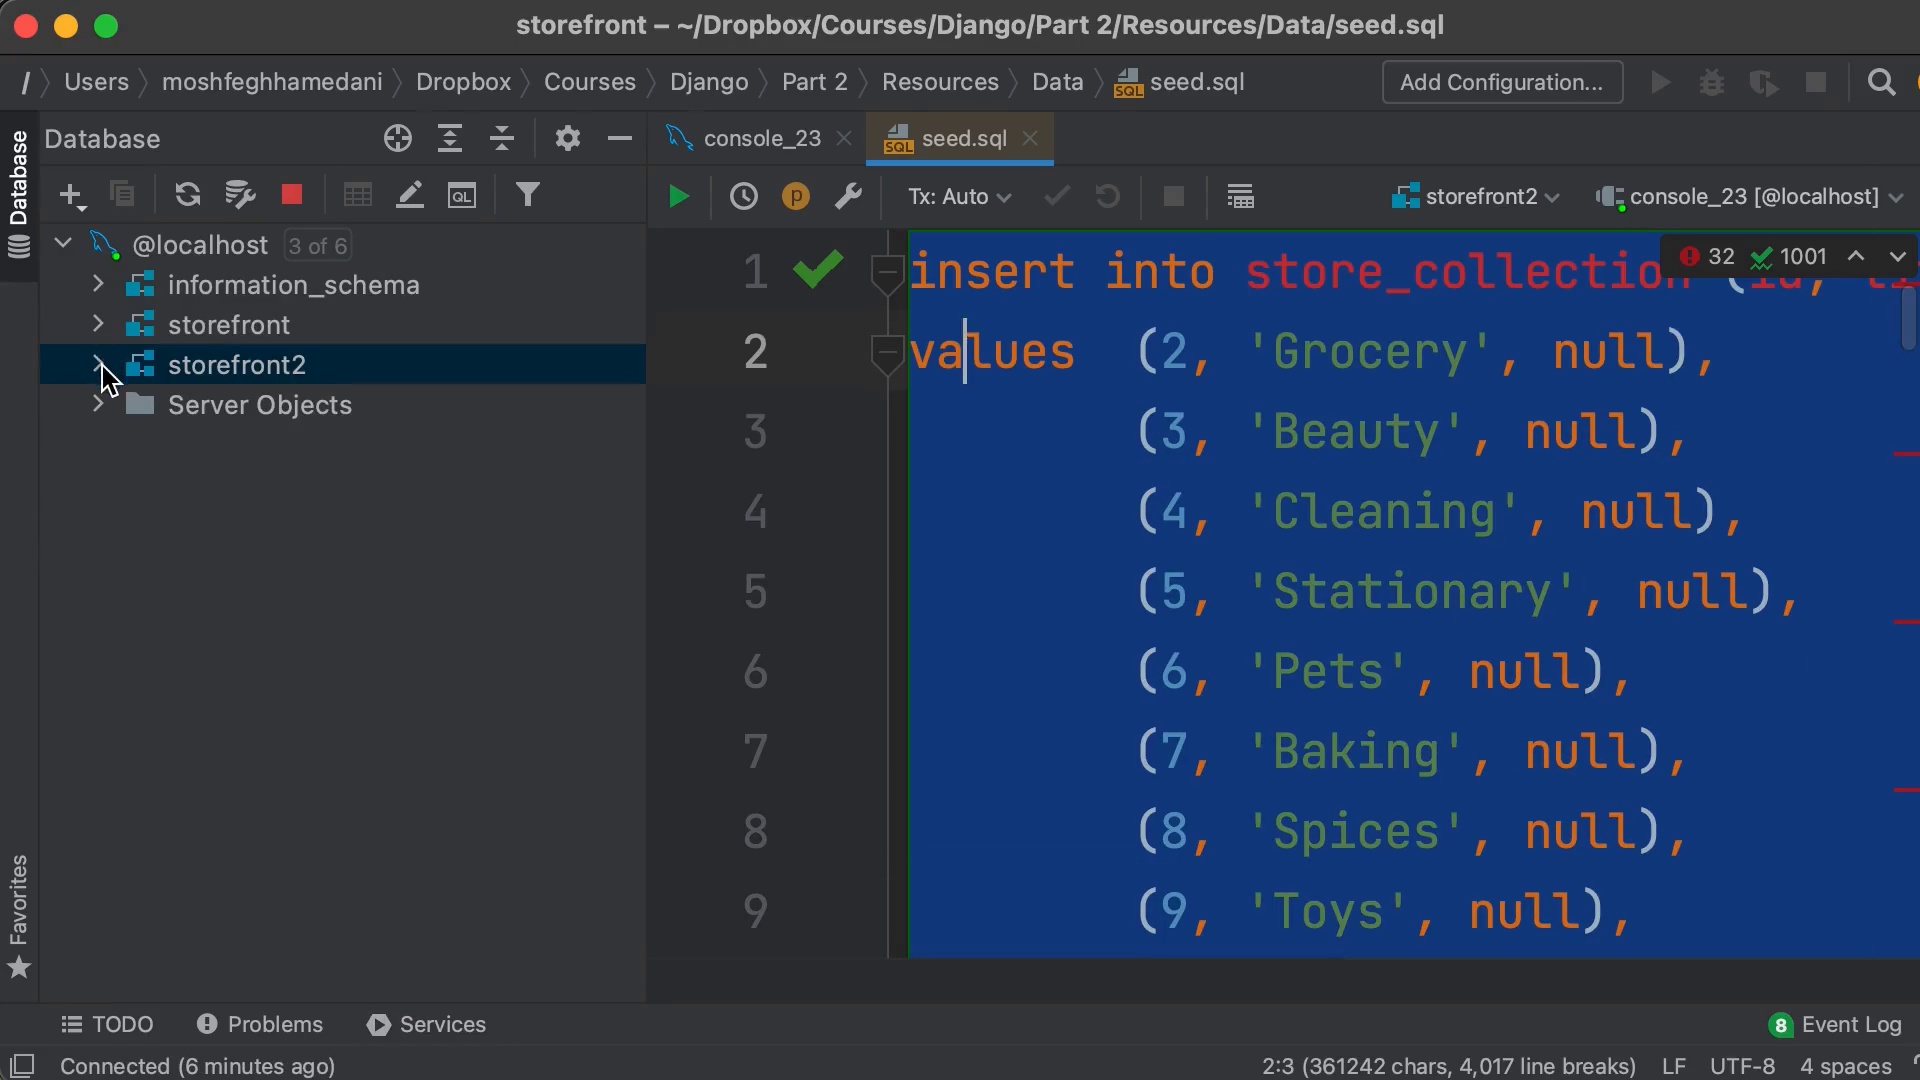 storefront – ~/Dropbox/Courses/Django/Part 2/Resources/Data/seed.sql
/ Users moshfeghhamedani Dropbox Courses Django Part 2 Resources Data SQL seed.sql Add Configuration...
Database
Database
console_23
SQL seed.sql
QL
p
Tx: Auto
storefront2
console_23 [@localhost]
@localhost 3 of 6
information_schema
storefront
storefront2
Server Objects
32 1001
1 insert into store_collection (id,
2 values (2, 'Grocery', null),
3 (3, 'Beauty', null),
4 (4, 'Cleaning', null),
5 (5, 'Stationary', null),
6 (6, 'Pets', null),
7 (7, 'Baking', null),
8 (8, 'Spices', null),
9 (9, 'Toys', null),
Favorites
TODO Problems Services 8 Event Log
Connected (6 minutes ago) 2:3 (361242 chars, 4,017 line breaks) LF UTF-8 4 spaces